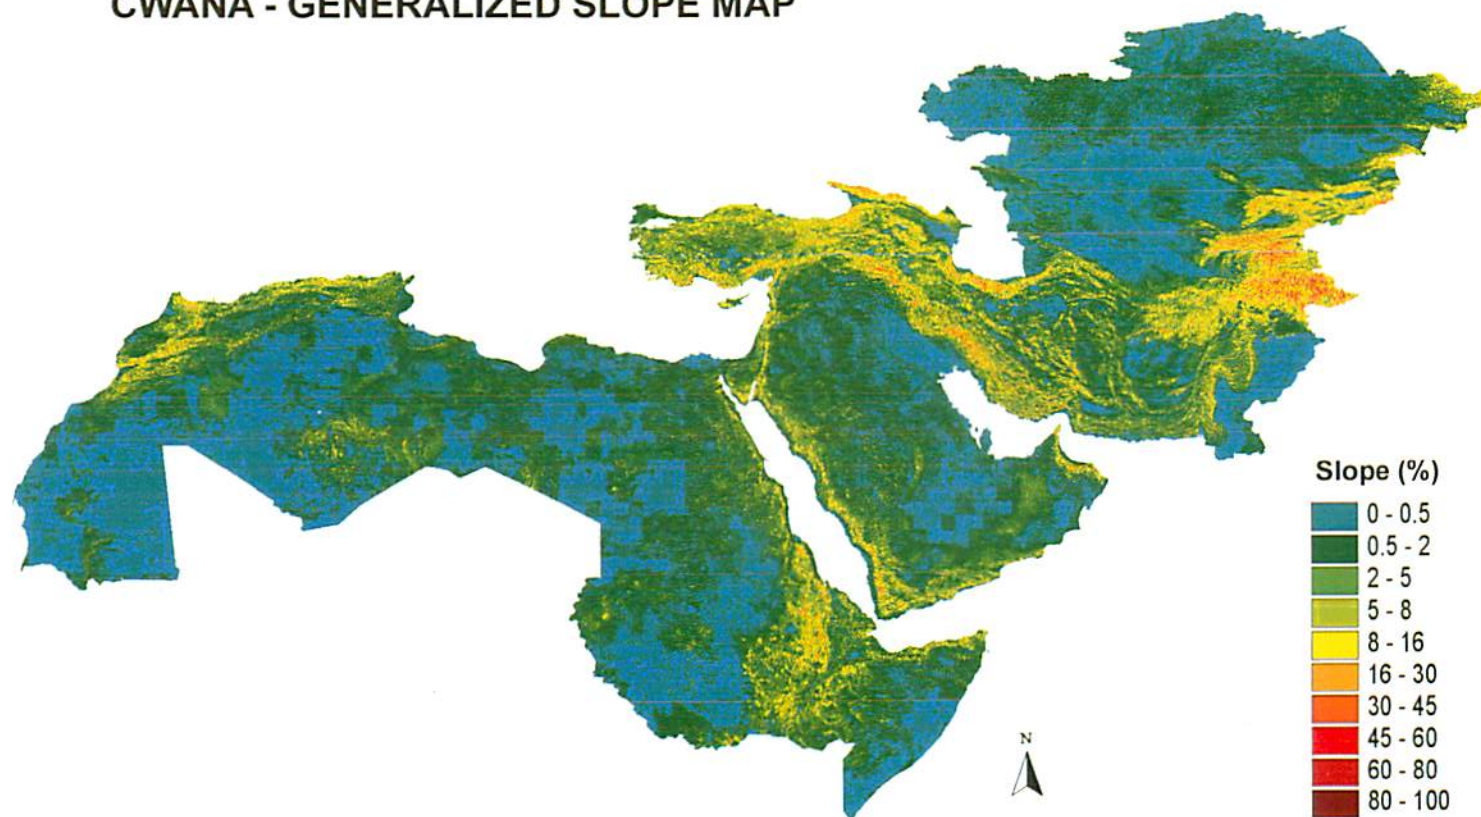 CWANA - GENERALIZED SLOPE MAP
N
Slope (%)
0 - 0.5
0.5 - 2
2 - 5
5 - 8
8 - 16
16 - 30
30 - 45
45 - 60
60 - 80
80 - 100